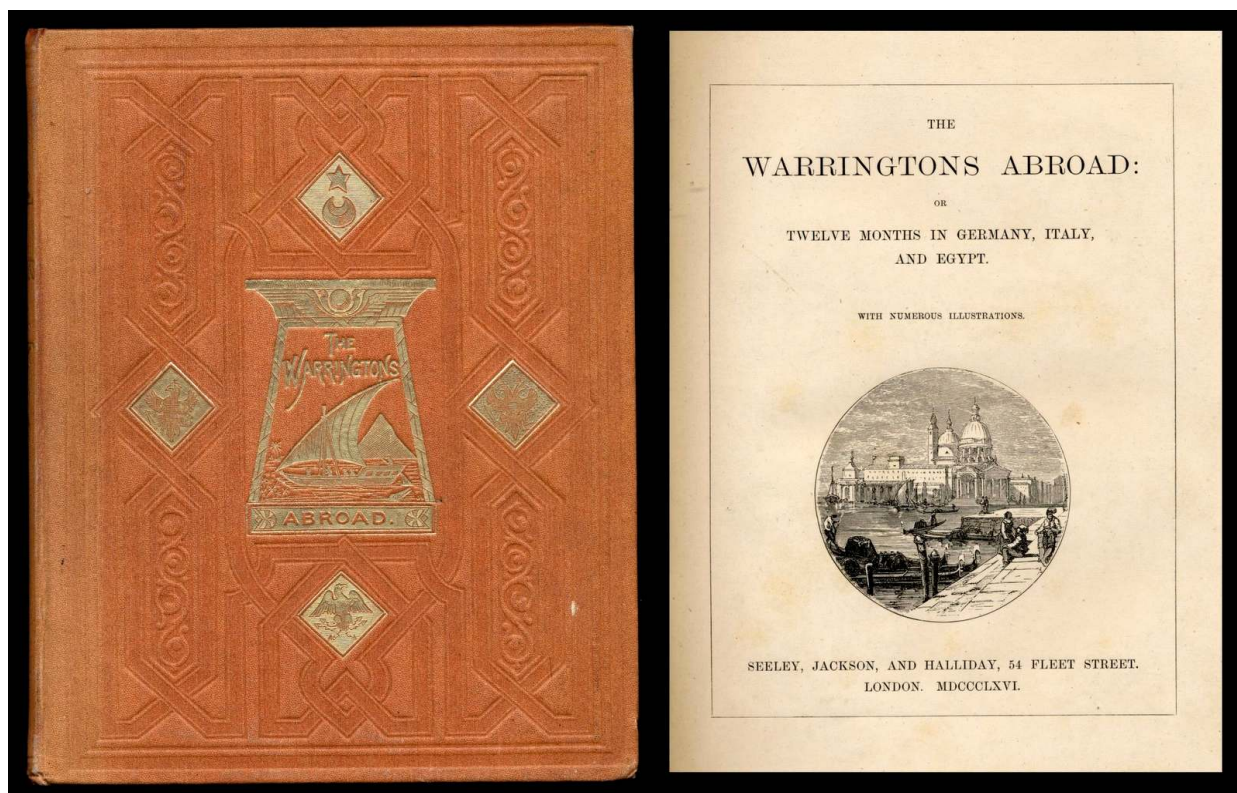 THE
WARRINGTONS
ABROAD.
THE
WARRINGTONS ABROAD:
OR
TWELVE MONTHS IN GERMANY, ITALY,
AND EGYPT.
WITH NUMEROUS ILLUSTRATIONS.
SEELEY, JACKSON, AND HALLIDAY, 54 FLEET STREET.
LONDON. MDCCCLXVI.